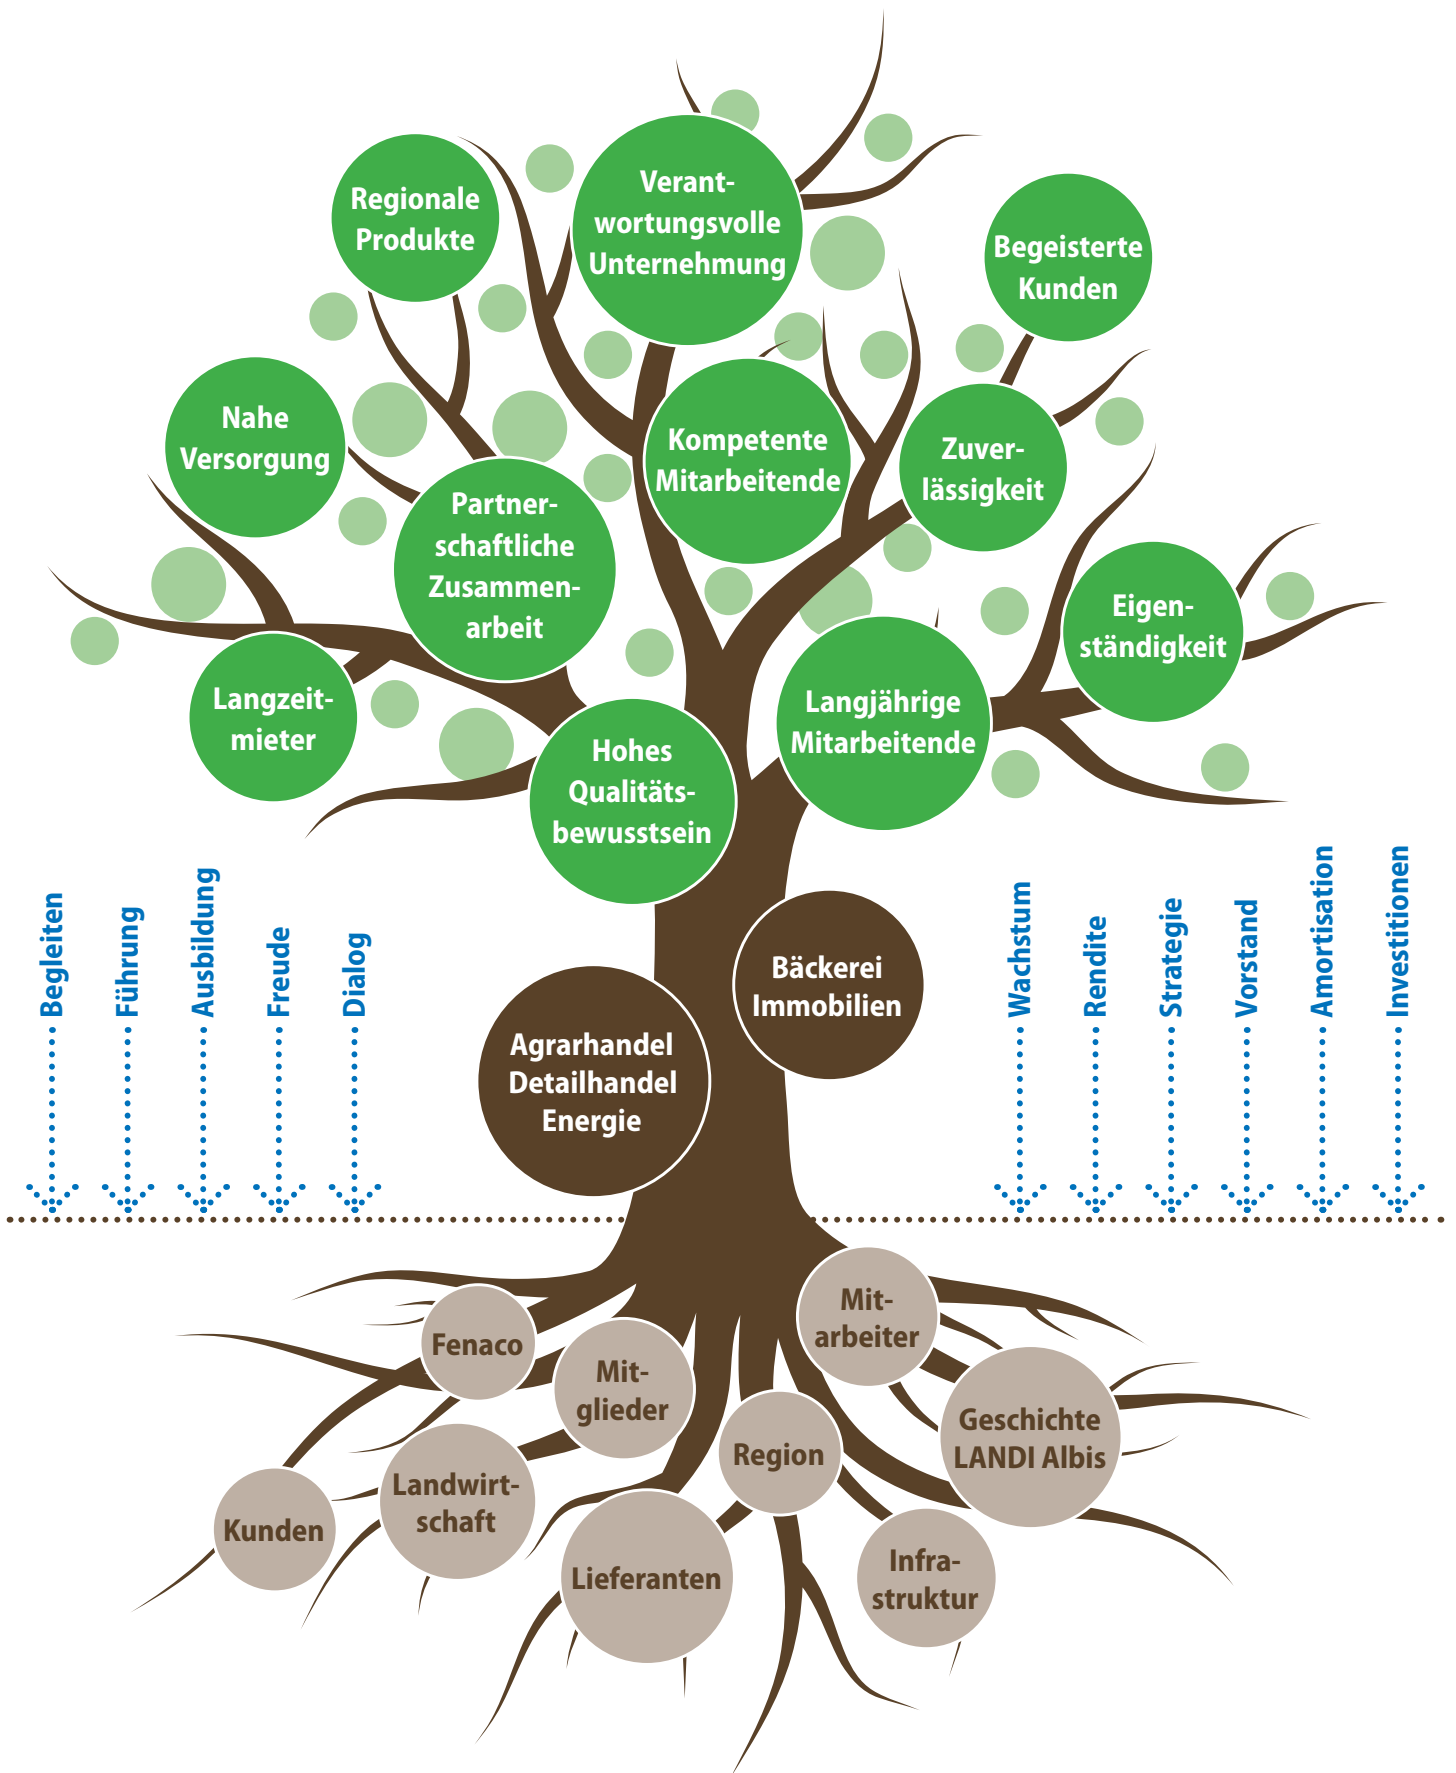 Regionale
Produkte
Verant-
wortungsvolle
Unternehmung
Begeisterte
Kunden
Nahe
Versorgung
Partner-
schaftliche
Zusammen-
arbeit
Kompetente
Mitarbeitende
Zuver-
lässigkeit
Eigen-
ständigkeit
Langzeit-
mieter
Hohes
Qualitäts-
bewusstsein
Langjährige
Mitarbeitende
Begleiten
Führung
Ausbildung
Freude
Dialog
Agrarhandel
Detailhandel
Energie
Bäckerei
Immobilien
Wachstum
Rendite
Strategie
Vorstand
Amortisation
Investitionen
Fenaco
Mit-
glieder
Mit-
arbeiter
Geschichte
LANDI Albis
Region
Landwirt-
schaft
Kunden
Lieferanten
Infra-
struktur